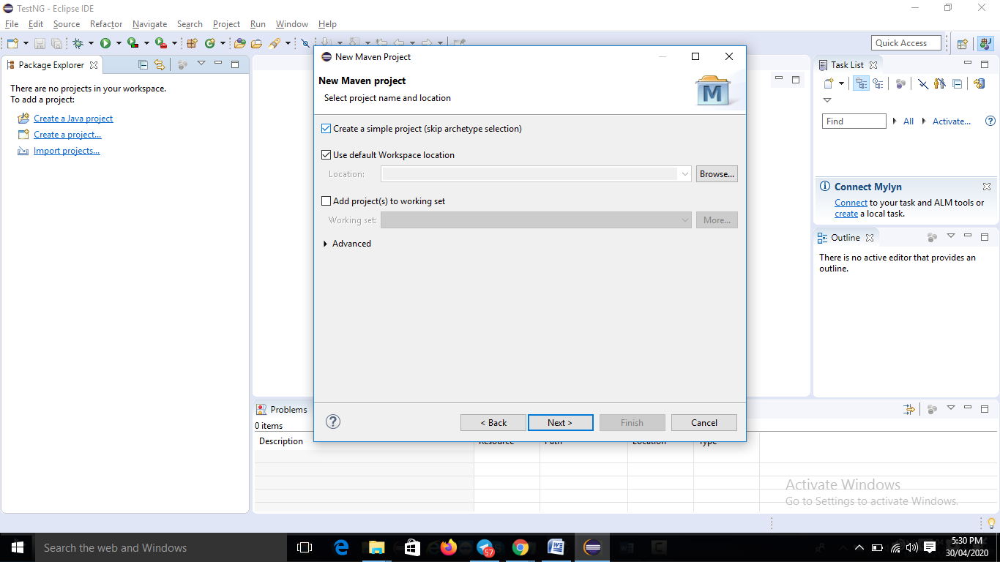 TestNG - Eclipse IDE
File Edit Source Refactor Navigate Search Project Run Window Help
Quick Access
Package Explorer
There are no projects in your workspace.
To add a project:
Create a Java project
Create a project...
Import projects...
New Maven Project
New Maven project
Select project name and location
M
Create a simple project (skip archetype selection)
Use default Workspace location
Location:
Browse...
Add project(s) to working set
Working set:
More...
Advanced
?
< Back
Next >
Finish
Cancel
Task List
Find
All
Activate...
?
Connect Mylyn
Connect to your task and ALM tools or
create a local task.
Outline
There is no active editor that provides an
outline.
Problems
0 items
Description Resource Path Location Type
Activate Windows
Go to Settings to activate Windows.
Search the web and Windows
57
5:30 PM
30/04/2020